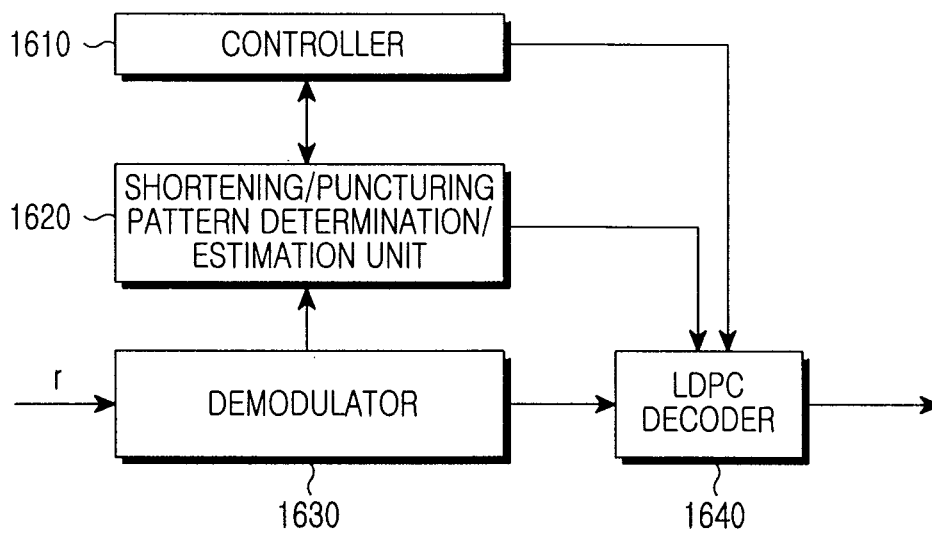 1610
CONTROLLER
1620
SHORTENING/PUNCTURING
PATTERN DETERMINATION/
ESTIMATION UNIT
r
DEMODULATOR
LDPC
DECODER
1630
1640